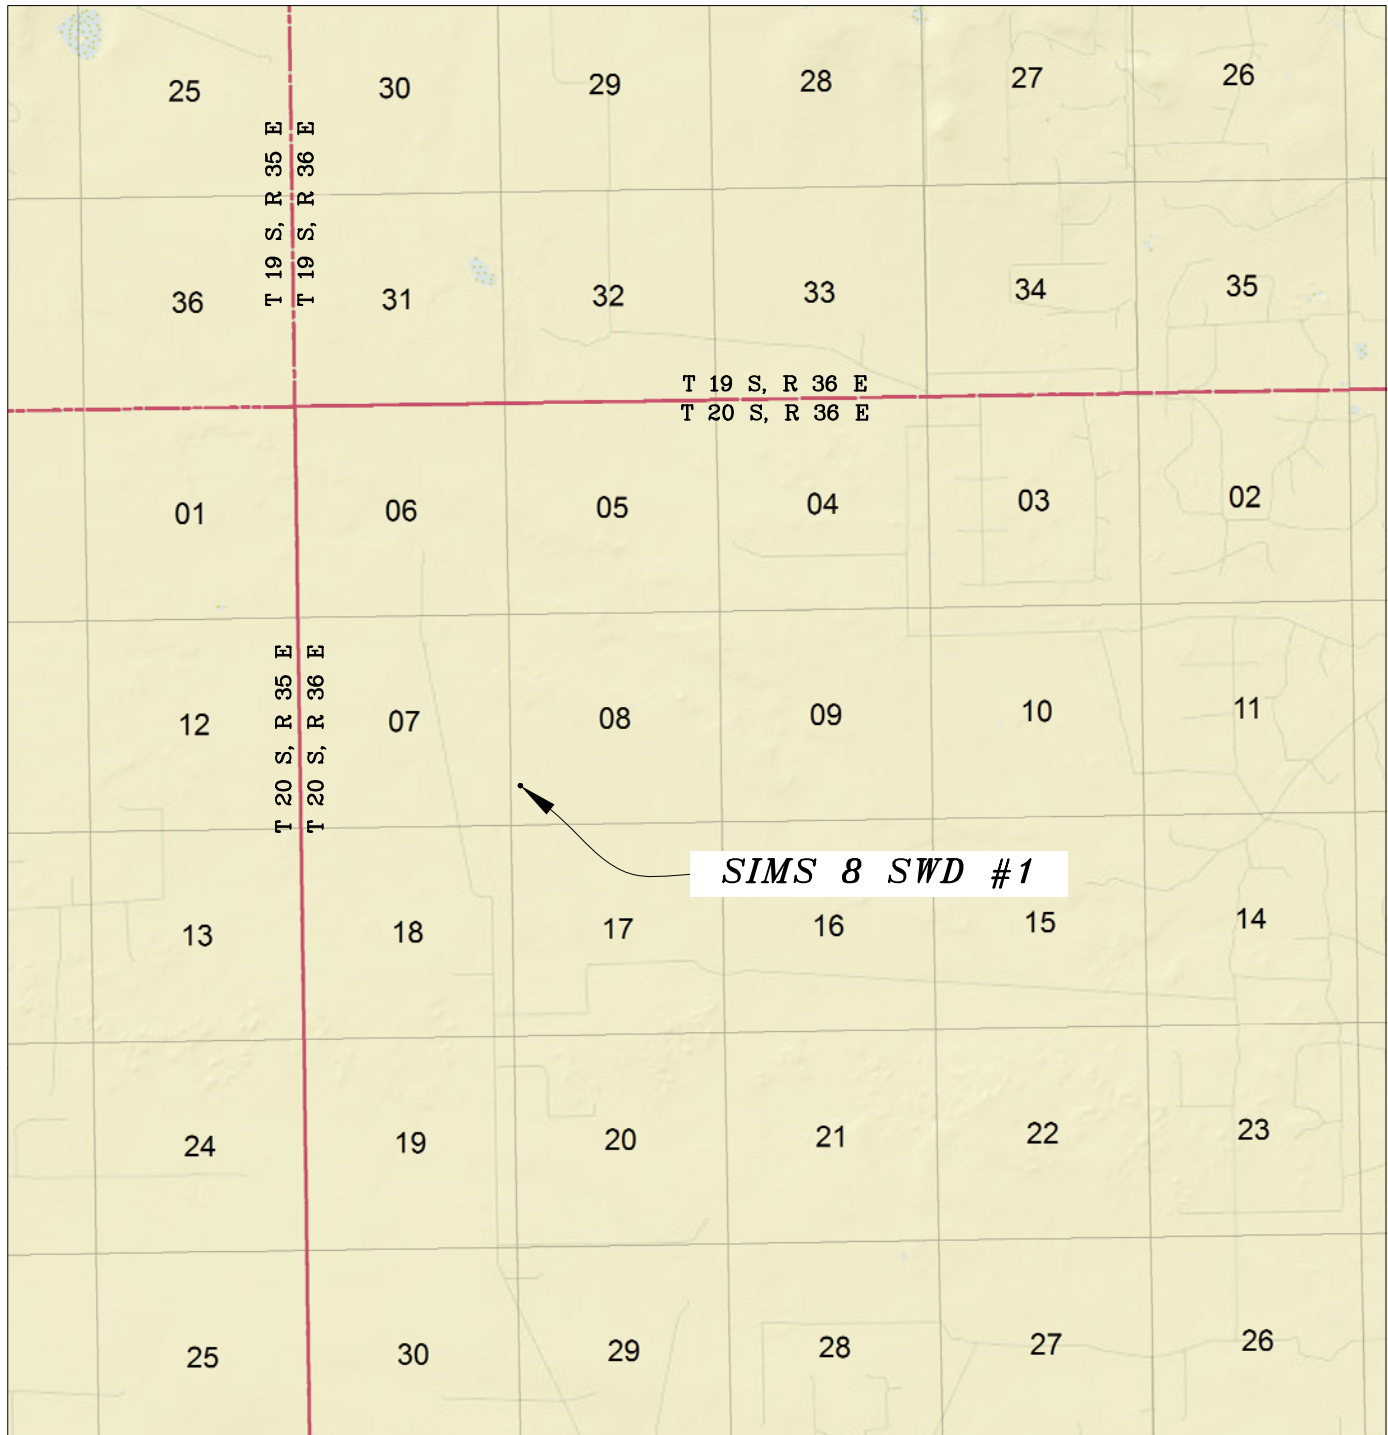 25 30 29 28 27 26
T 19 S, R 35 E
T 19 S, R 36 E
36 31 32 33 34 35
T 19 S, R 36 E
T 20 S, R 36 E
01 06 05 04 03 02
T 20 S, R 35 E
T 20 S, R 36 E
12 07 08 09 10 11
SIMS 8 SWD #1
13 18 17 16 15 14
24 19 20 21 22 23
25 30 29 28 27 26